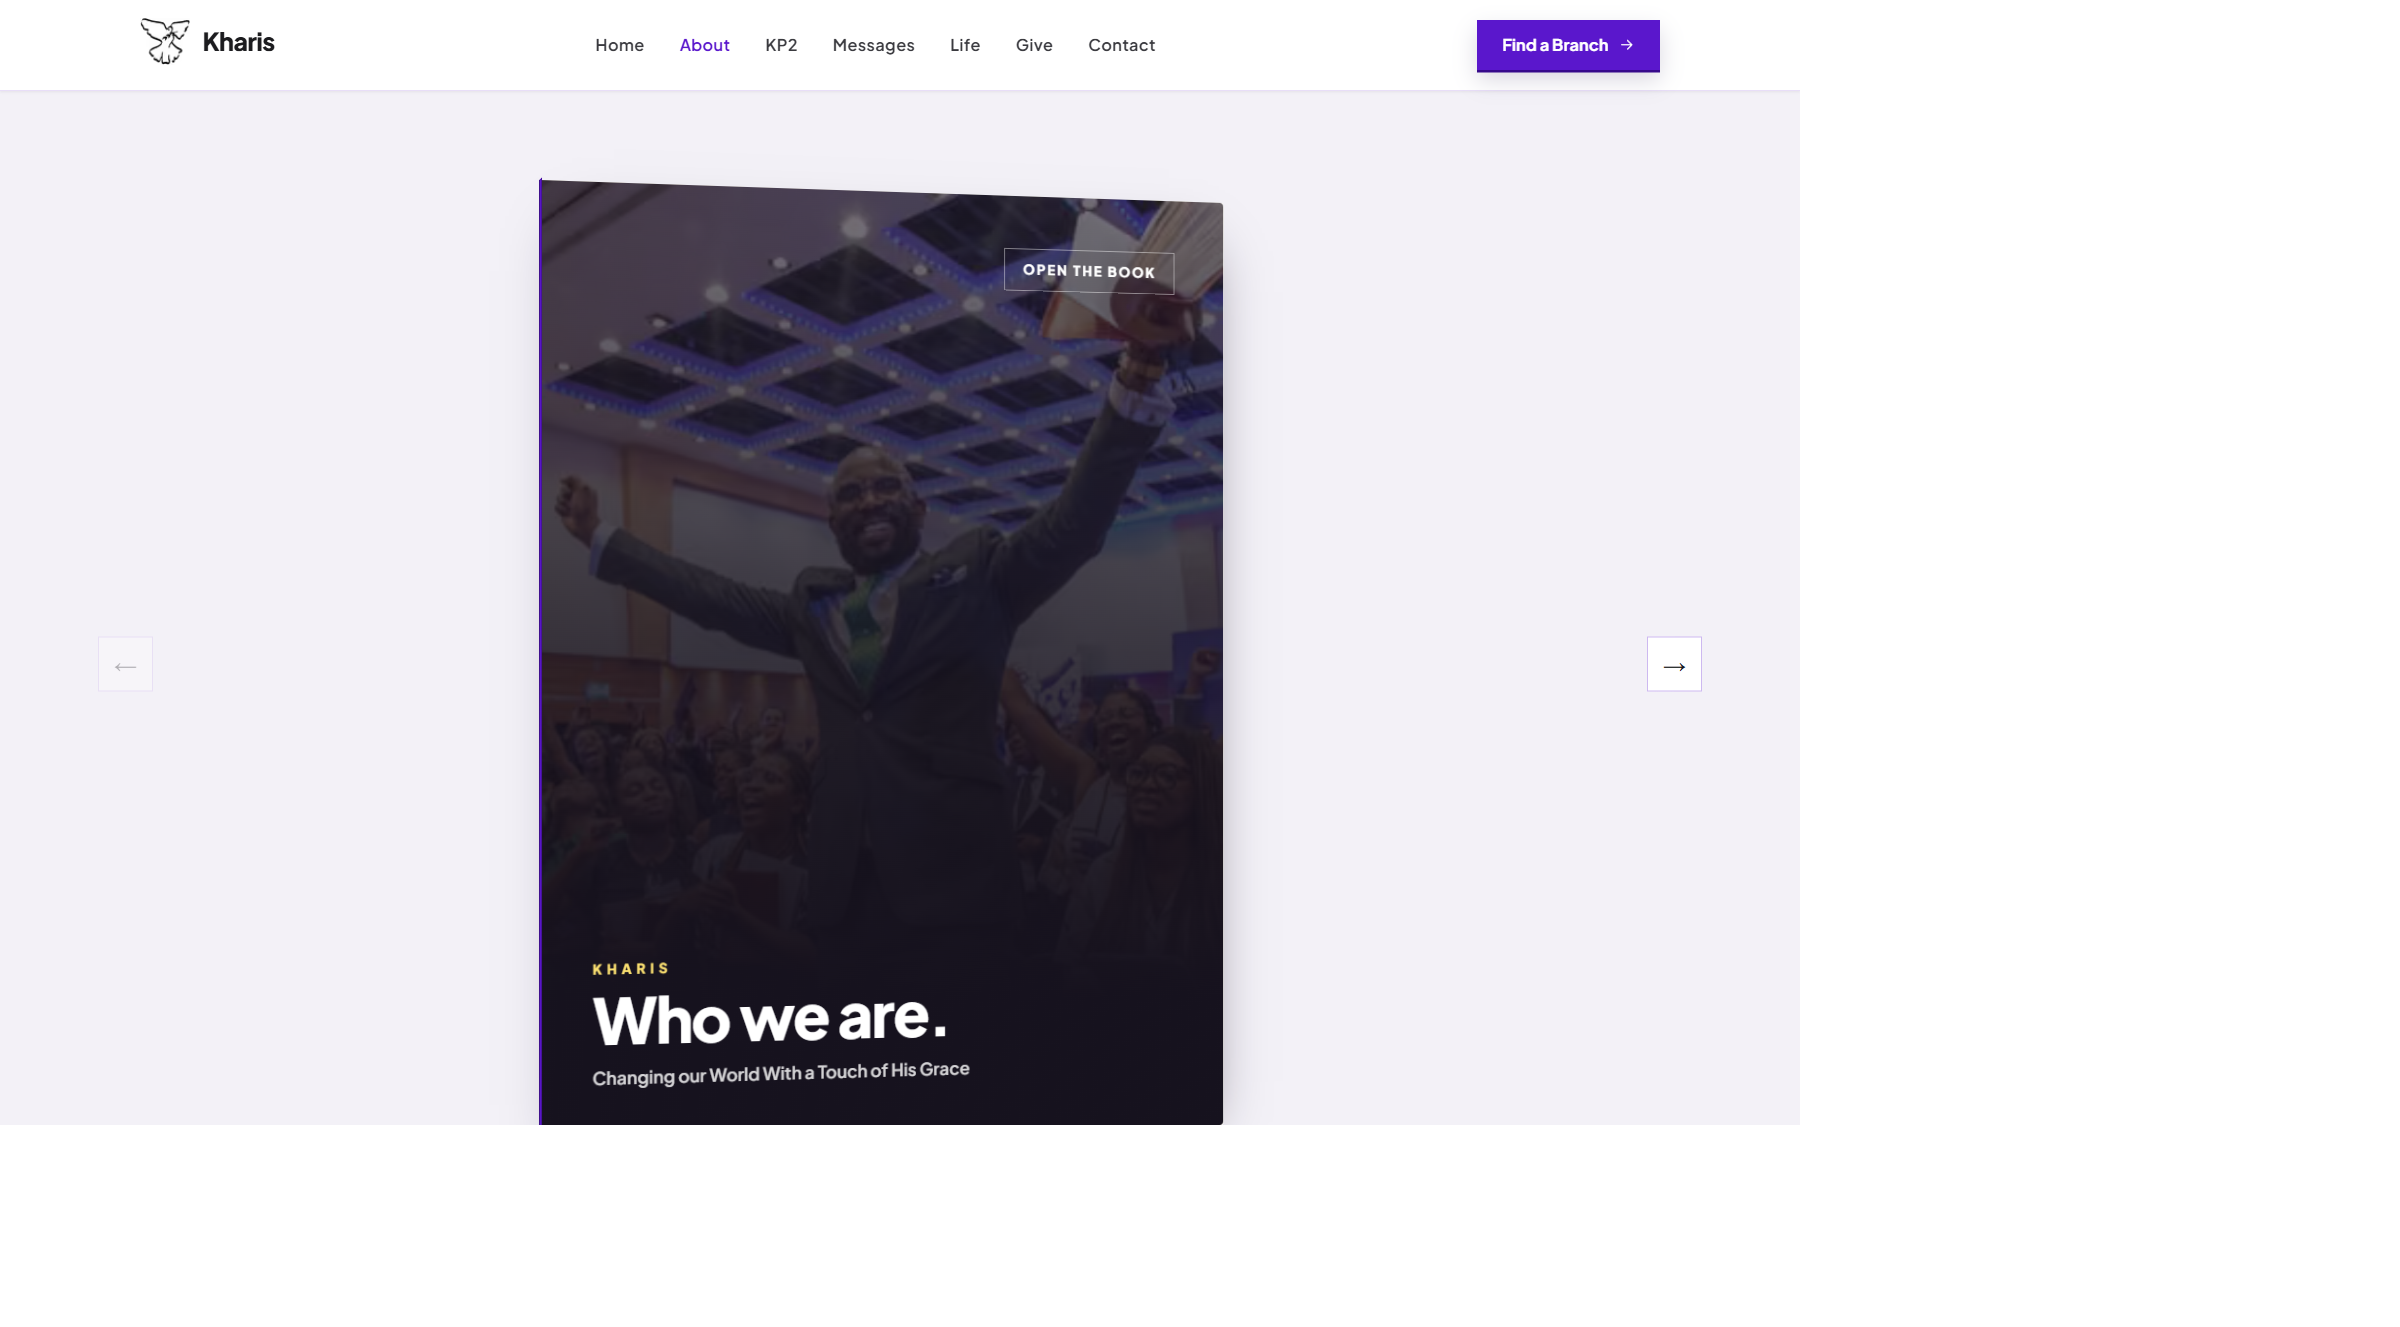 Kharis
Home About KP2 Messages Life Give Contact
Find a Branch →
OPEN THE BOOK
← →
KHARIS
Who we are.
Changing our World With a Touch of His Grace